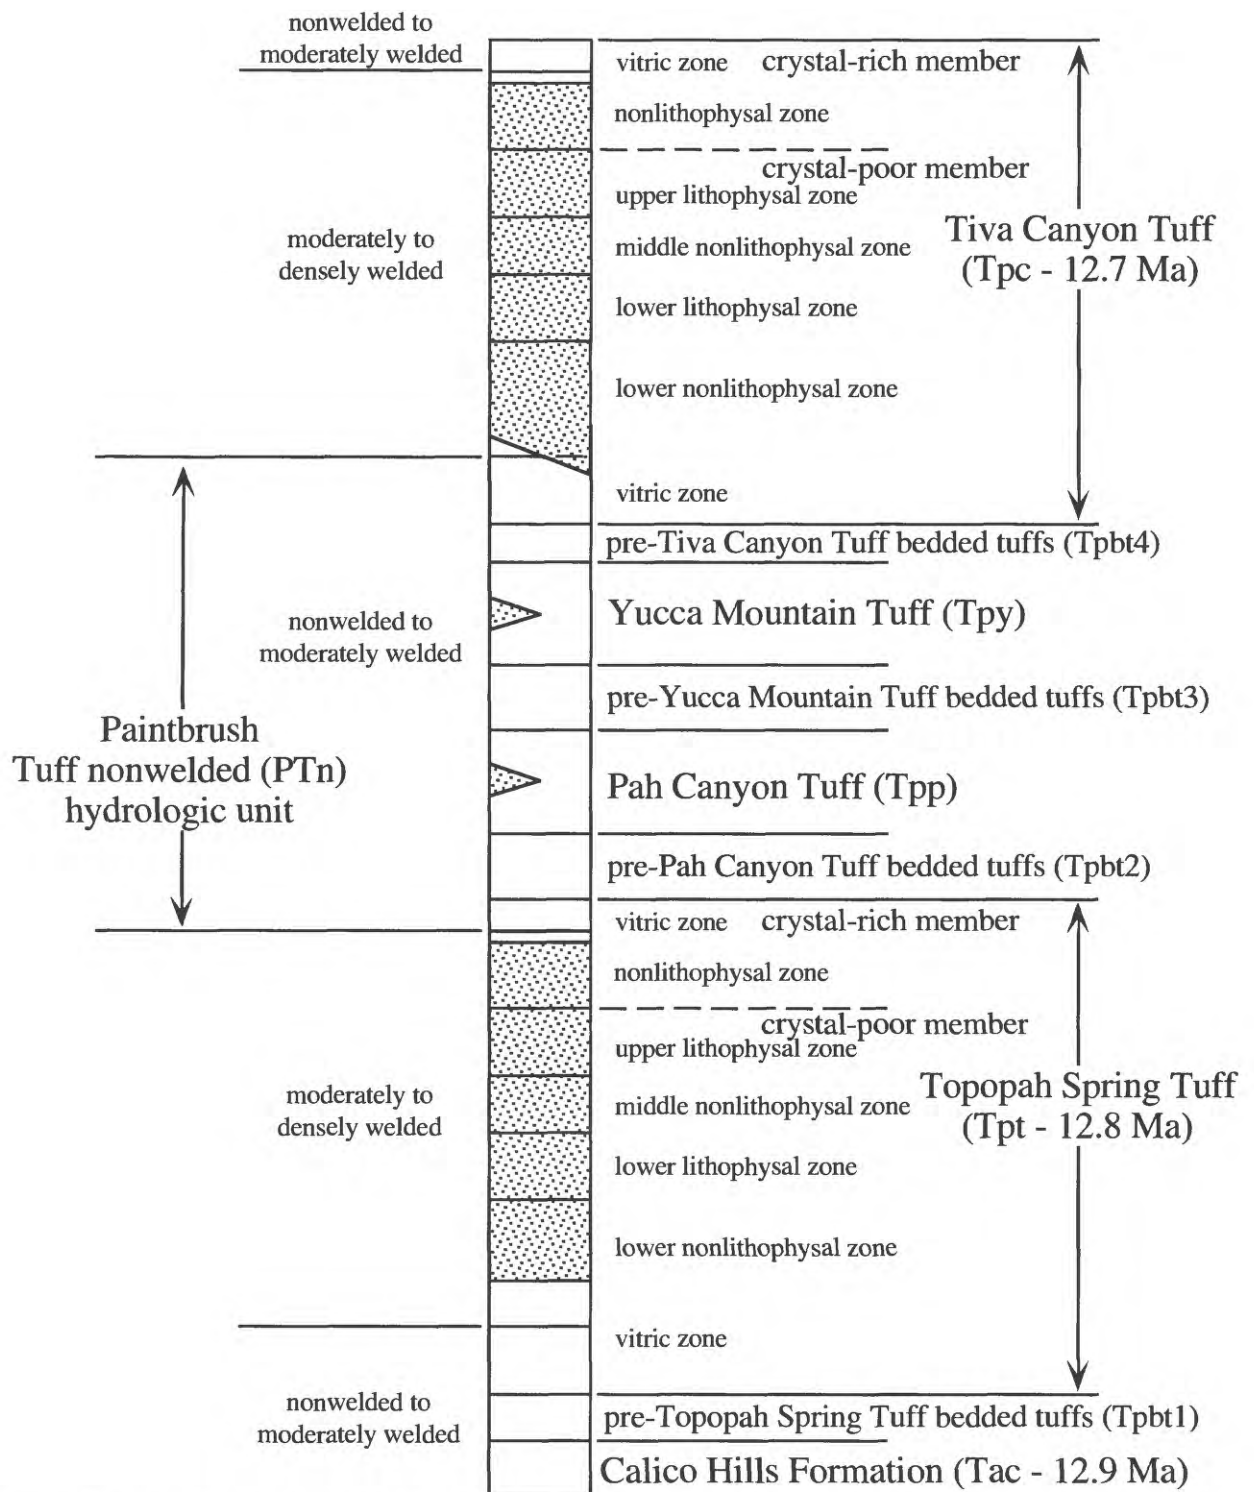 nonwelded to
moderately welded
vitric zone crystal-rich member
nonlithophysal zone
crystal-poor member
upper lithophysal zone
moderately to
densely welded
middle nonlithophysal zone
Tiva Canyon Tuff
(Tpc - 12.7 Ma)
lower lithophysal zone
lower nonlithophysal zone
vitric zone
pre-Tiva Canyon Tuff bedded tuffs (Tpbt4)
nonwelded to
moderately welded
Yucca Mountain Tuff (Tpy)
pre-Yucca Mountain Tuff bedded tuffs (Tpbt3)
Paintbrush
Tuff nonwelded (PTn)
hydrologic unit
Pah Canyon Tuff (Tpp)
pre-Pah Canyon Tuff bedded tuffs (Tpbt2)
vitric zone crystal-rich member
nonlithophysal zone
crystal-poor member
upper lithophysal zone
moderately to
densely welded
middle nonlithophysal zone
Topopah Spring Tuff
(Tpt - 12.8 Ma)
lower lithophysal zone
lower nonlithophysal zone
vitric zone
nonwelded to
moderately welded
pre-Topopah Spring Tuff bedded tuffs (Tpbt1)
Calico Hills Formation (Tac - 12.9 Ma)